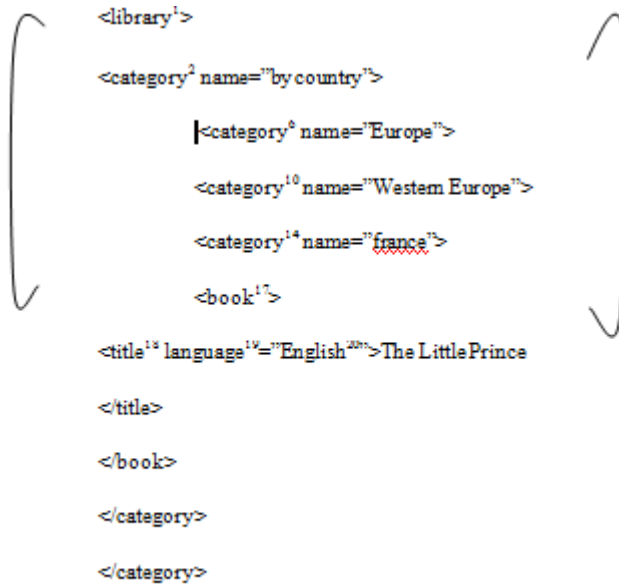 <library¹>
<category² name=”by country”>
<category⁶ name=”Europe”>
<category¹⁰ name=”Western Europe”>
<category¹⁴ name=”france”>
<book¹⁷>
<title¹⁸ language¹⁹=”English²⁰”>The Little Prince
</title>
</book>
</category>
</category>